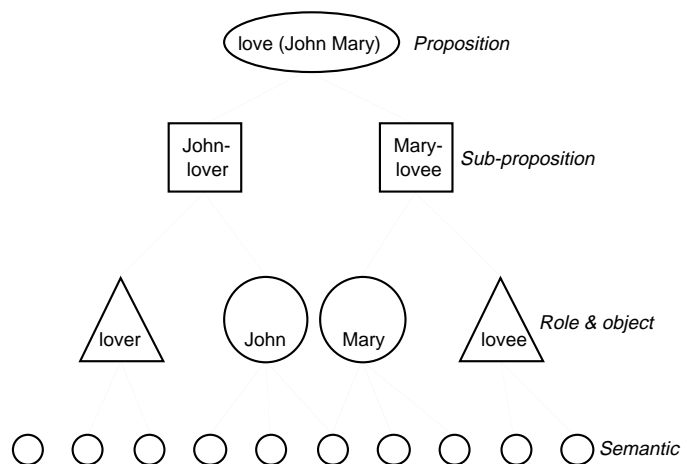 love (John Mary)
Proposition
John-
lover
Mary-
lovee
Sub-proposition
lover
John
Mary
lovee
Role & object
Semantic